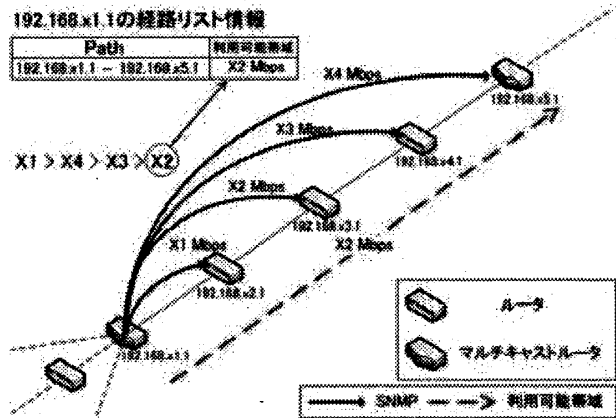 192.168.x1.1の経路リスト情報
Path 利用可能帯域
192.168.x1.1 - 192.168.x5.1 X2 Mbps
X1 > X4 > X3 > X2
X4 Mbps
192.168.x5.1
X3 Mbps
192.168.x4.1
X2 Mbps
192.168.x3.1
X2 Mbps
X1 Mbps
192.168.x2.1
192.168.x1.1
ルータ
マルチキャストルータ
SNMP 利用可能帯域